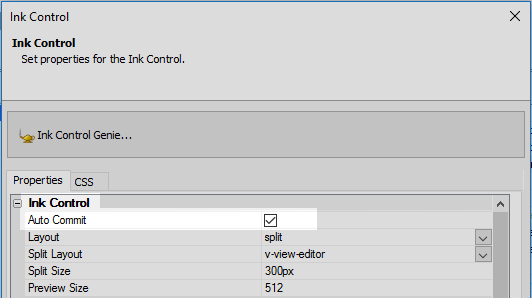 Ink Control
Ink Control
Set properties for the Ink Control.
Ink Control Genie...
Properties CSS
Ink Control
Auto Commit
Layout split
Split Layout v-view-editor
Split Size 300px
Preview Size 512